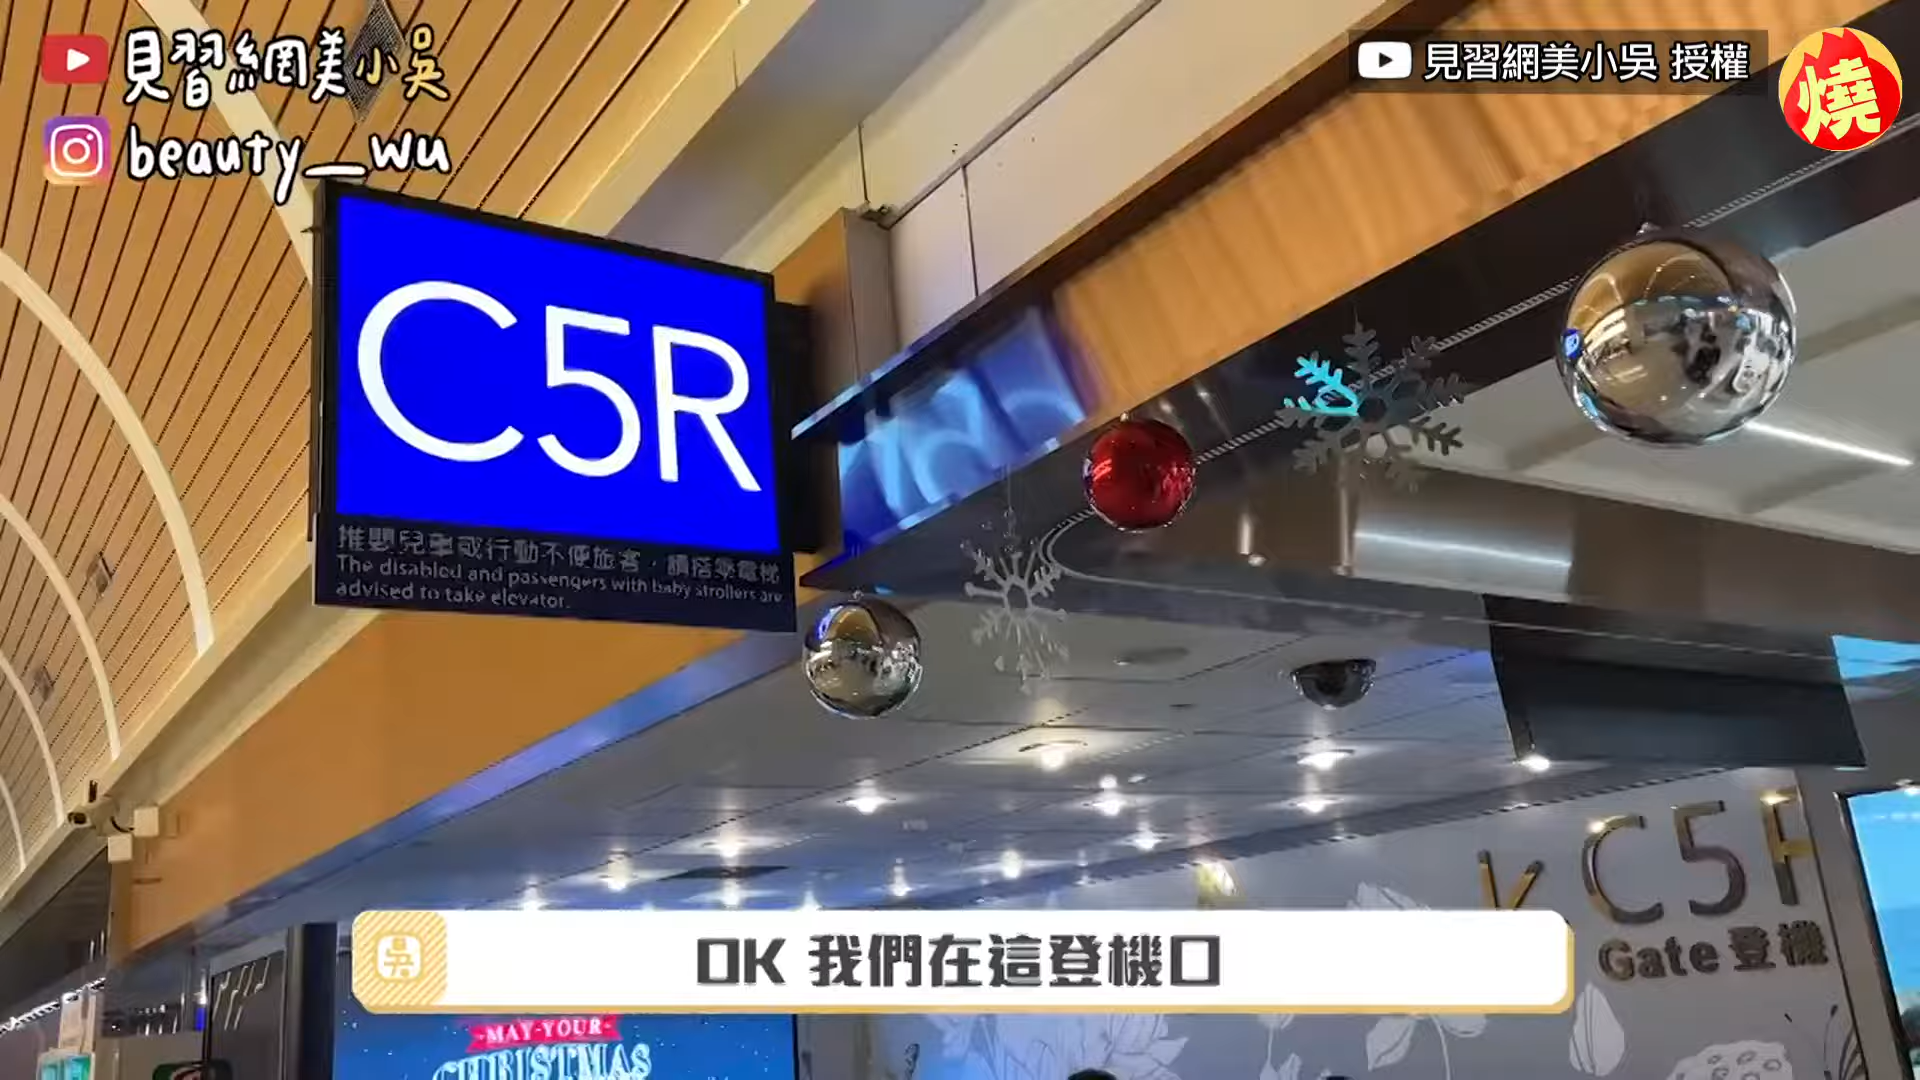 見習網美小吳
beauty__wu
見習網美小吳 授權
燒
C5R
推嬰兒車或行動不便旅客,請搭乘電梯
The disabled and passengers with baby strollers are
advised to take elevator.
C5R
Gate 登機
吳
OK 我們在這登機口
MAY·YOUR
CHRISTMAS